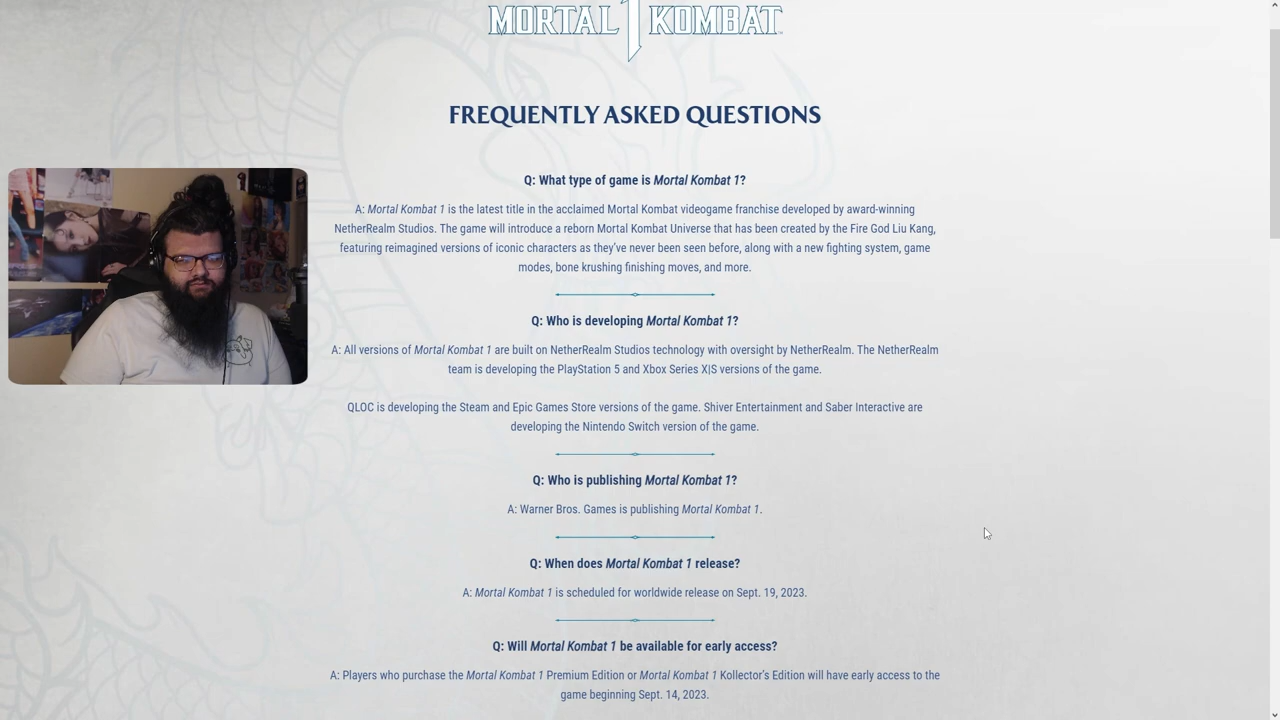 MORTAL 1 KOMBAT
FREQUENTLY ASKED QUESTIONS
Q: What type of game is Mortal Kombat 1?
A: Mortal Kombat 1 is the latest title in the acclaimed Mortal Kombat videogame franchise developed by award-winning
NetherRealm Studios. The game will introduce a reborn Mortal Kombat Universe that has been created by the Fire God Liu Kang,
featuring reimagined versions of iconic characters as they've never been seen before, along with a new fighting system, game
modes, bone krushing finishing moves, and more.
Q: Who is developing Mortal Kombat 1?
A: All versions of Mortal Kombat 1 are built on NetherRealm Studios technology with oversight by NetherRealm. The NetherRealm
team is developing the PlayStation 5 and Xbox Series X|S versions of the game.
QLOC is developing the Steam and Epic Games Store versions of the game. Shiver Entertainment and Saber Interactive are
developing the Nintendo Switch version of the game.
Q: Who is publishing Mortal Kombat 1?
A: Warner Bros. Games is publishing Mortal Kombat 1.
Q: When does Mortal Kombat 1 release?
A: Mortal Kombat 1 is scheduled for worldwide release on Sept. 19, 2023.
Q: Will Mortal Kombat 1 be available for early access?
A: Players who purchase the Mortal Kombat 1 Premium Edition or Mortal Kombat 1 Kollector's Edition will have early access to the
game beginning Sept. 14, 2023.